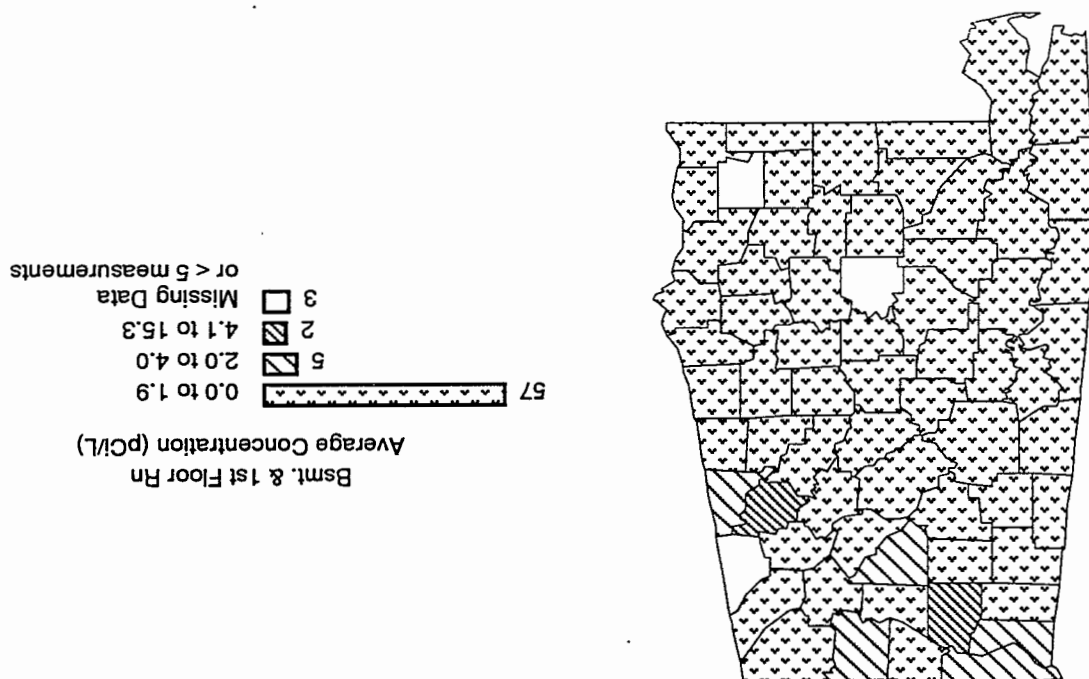 Bsmt. & 1st Floor Rn
Average Concentration (pCi/L)
57 0.0 to 1.9
5 2.0 to 4.0
2 4.1 to 15.3
3 Missing Data
or < 5 measurements